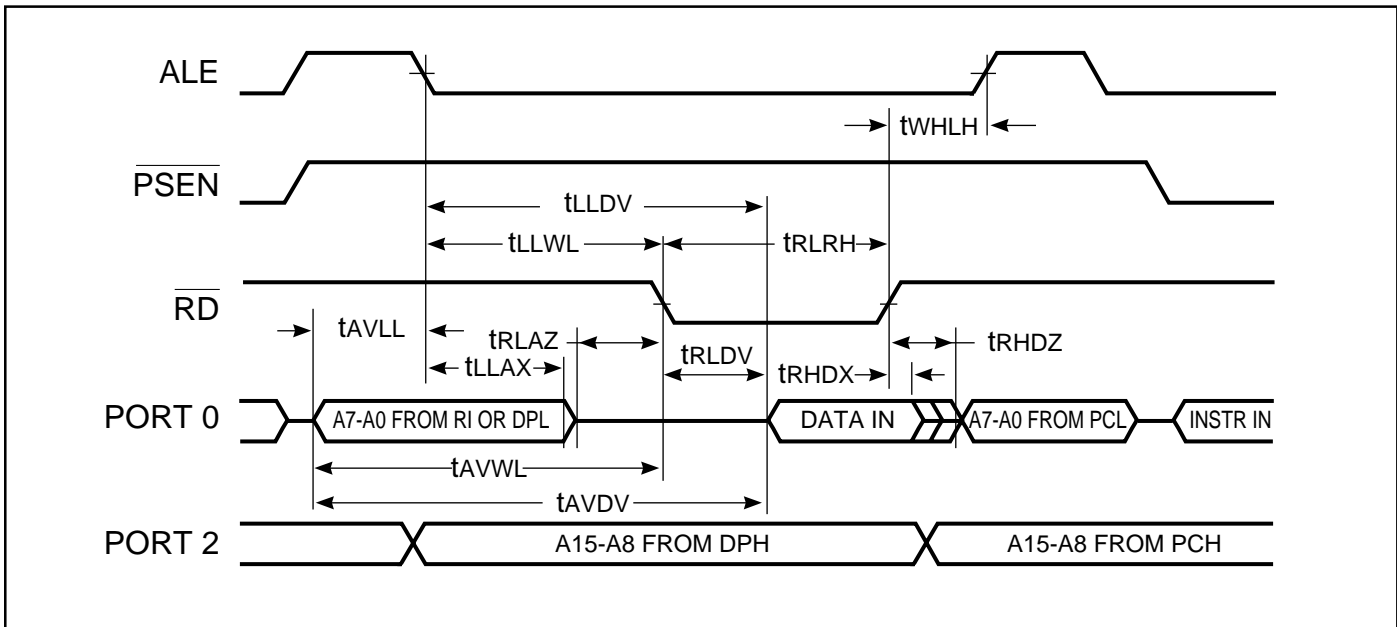 ALE
tWHLH
PSEN
tLLDV
tLLWL
tRLRH
RD
tAVLL
tRLAZ
tRLDV
tRHDZ
tLLAX
tRHDX
PORT 0
A7-A0 FROM RI OR DPL
DATA IN
A7-A0 FROM PCL
INSTR IN
tAVWL
tAVDV
PORT 2
A15-A8 FROM DPH
A15-A8 FROM PCH